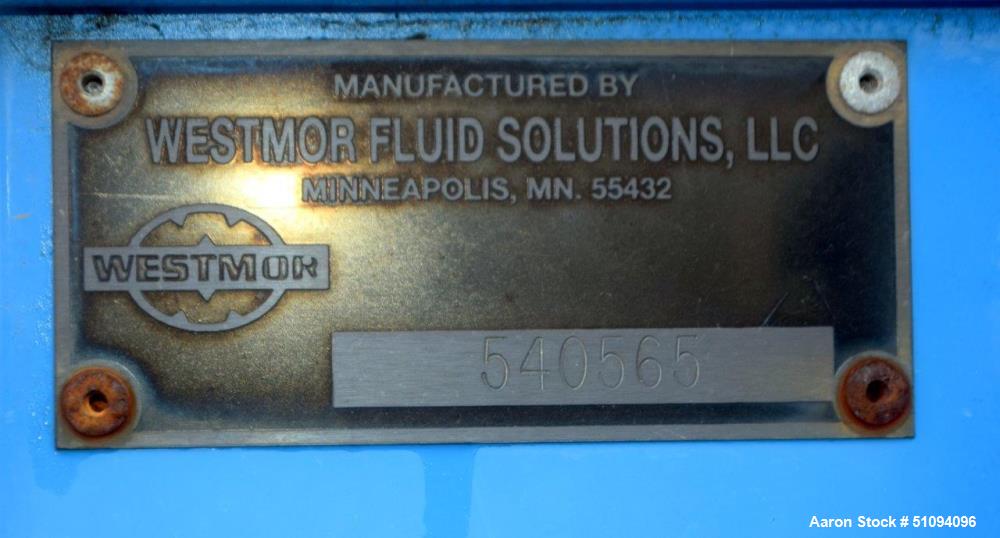 MANUFACTURED BY
WESTMOR FLUID SOLUTIONS, LLC
MINNEAPOLIS, MN. 55432
WESTMOR
540565
Aaron Stock # 51094096